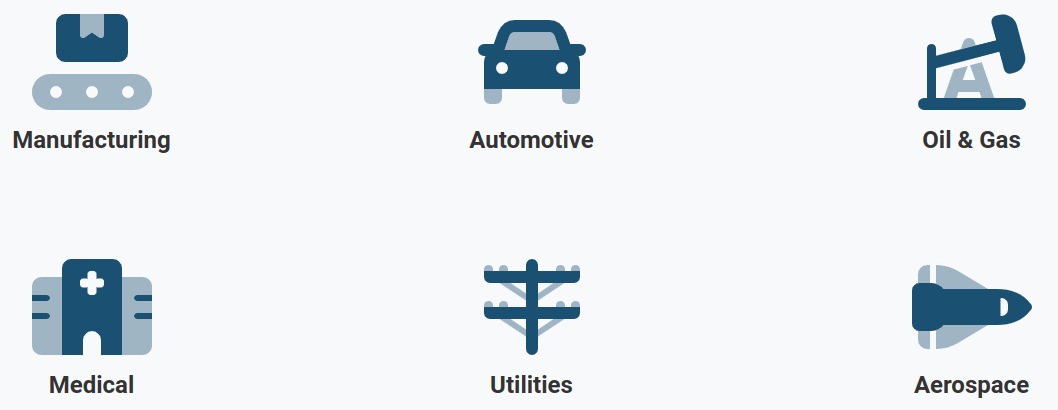 Manufacturing
Automotive
Oil & Gas
Medical
Utilities
Aerospace